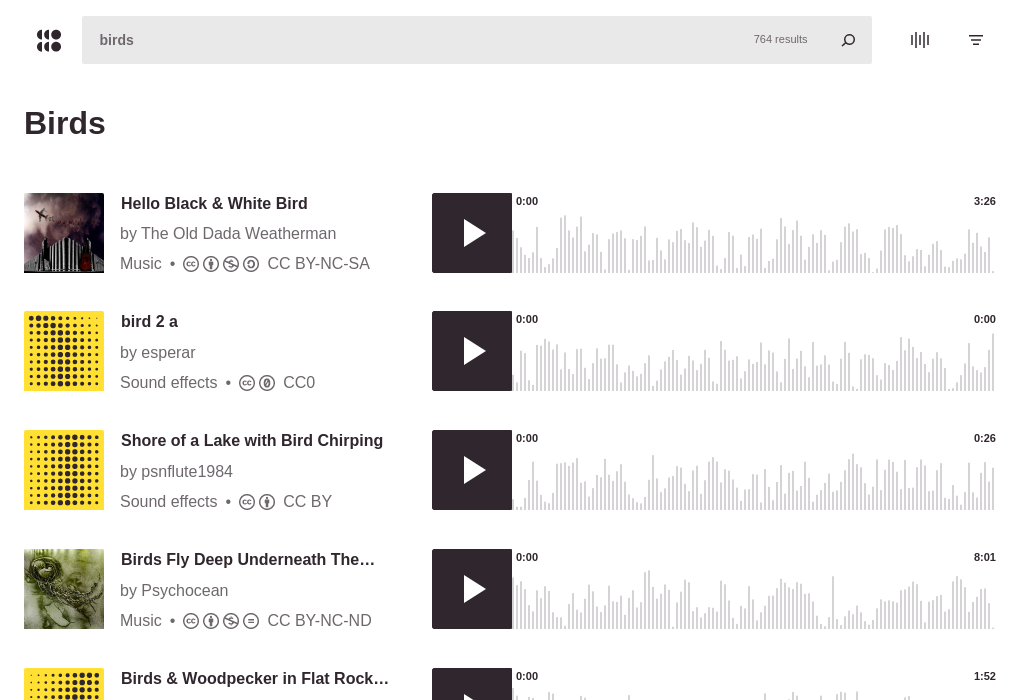 birds
764 results
Birds
Hello Black & White Bird
by The Old Dada Weatherman
Music • CC BY-NC-SA
0:00
3:26
bird 2 a
by esperar
Sound effects • CC0
0:00
0:00
Shore of a Lake with Bird Chirping
by psnflute1984
Sound effects • CC BY
0:00
0:26
Birds Fly Deep Underneath The…
by Psychocean
Music • CC BY-NC-ND
0:00
8:01
Birds & Woodpecker in Flat Rock…
0:00
1:52